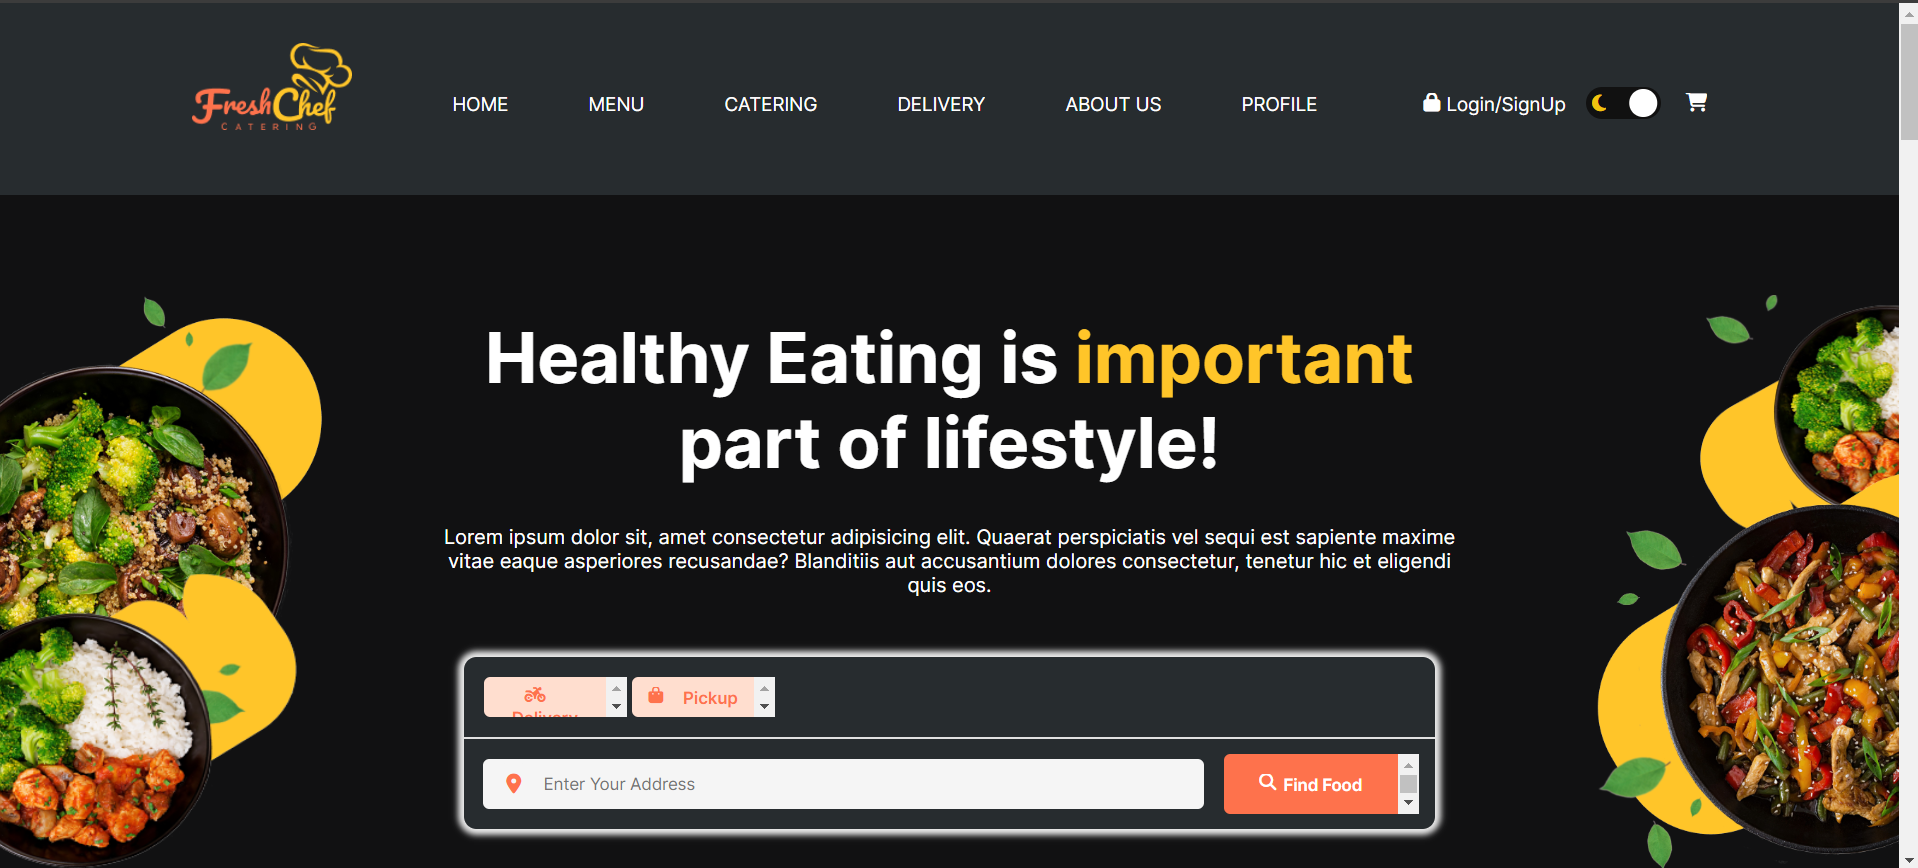 FreshChef
CATERING
HOME MENU CATERING DELIVERY ABOUT US PROFILE Login/SignUp
Healthy Eating is important
part of lifestyle!
Lorem ipsum dolor sit, amet consectetur adipisicing elit. Quaerat perspiciatis vel sequi est sapiente maxime
vitae eaque asperiores recusandae? Blanditiis aut accusantium dolores consectetur, tenetur hic et eligendi
quis eos.
Delivery Pickup
Enter Your Address Find Food